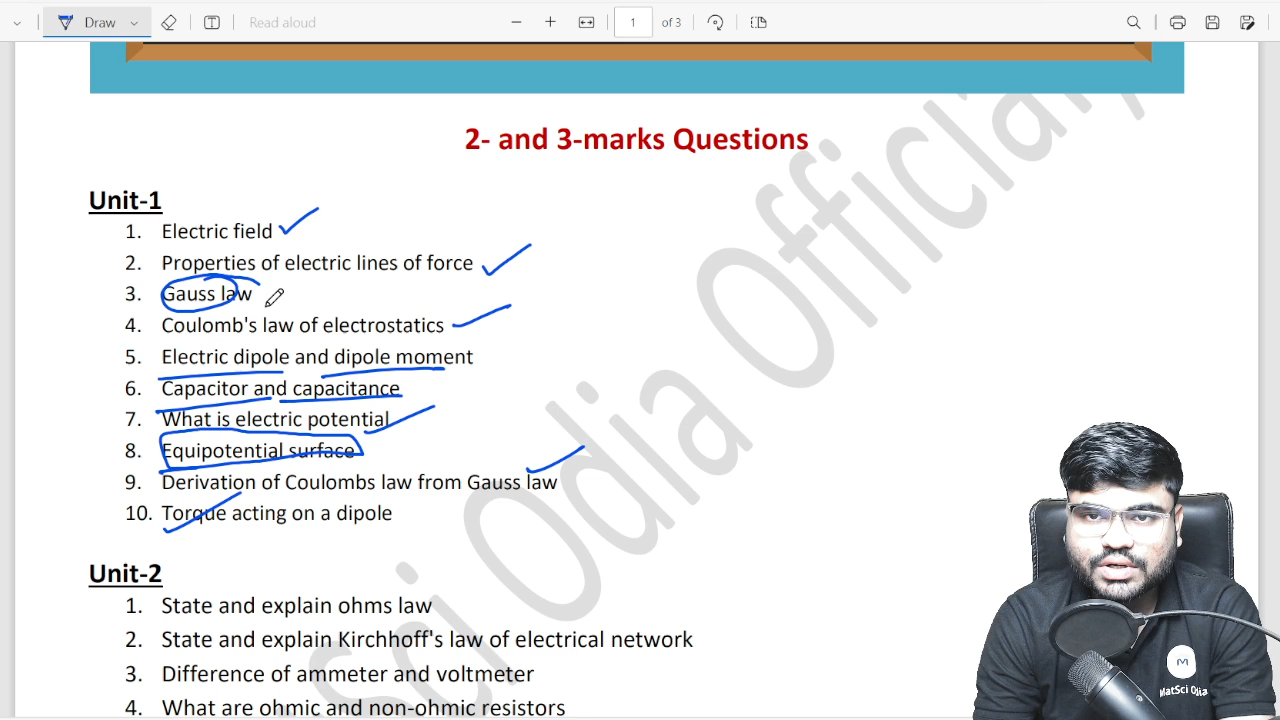 Draw
Read aloud
1 of 3
2- and 3-marks Questions
Unit-1
1. Electric field
2. Properties of electric lines of force
3. Gauss law
4. Coulomb's law of electrostatics
5. Electric dipole and dipole moment
6. Capacitor and capacitance
7. What is electric potential
8. Equipotential surface
9. Derivation of Coulombs law from Gauss law
10. Torque acting on a dipole
Unit-2
1. State and explain ohms law
2. State and explain Kirchhoff's law of electrical network
3. Difference of ammeter and voltmeter
4. What are ohmic and non-ohmic resistors
Sci Odia Official
MatSci Odia